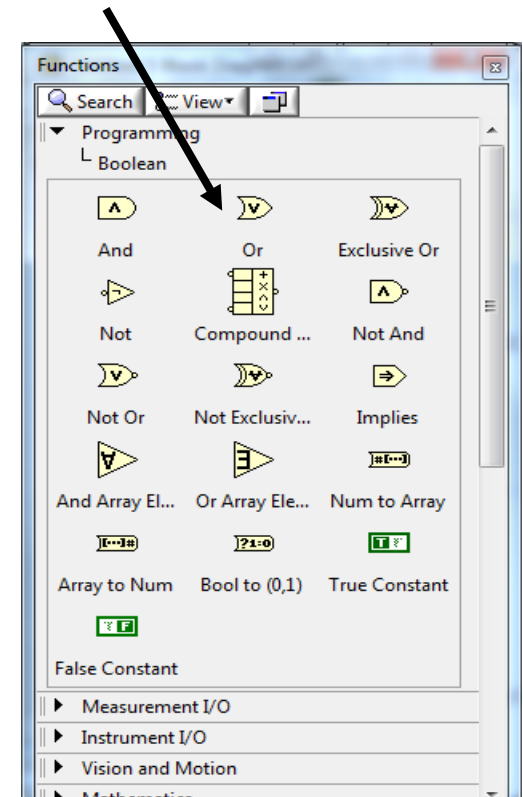 Functions
Search View
Programming
Boolean
And Or Exclusive Or
Not Compound ... Not And
Not Or Not Exclusiv... Implies
And Array El... Or Array Ele... Num to Array
Array to Num Bool to (0,1) True Constant
False Constant
Measurement I/O
Instrument I/O
Vision and Motion
Mathematics